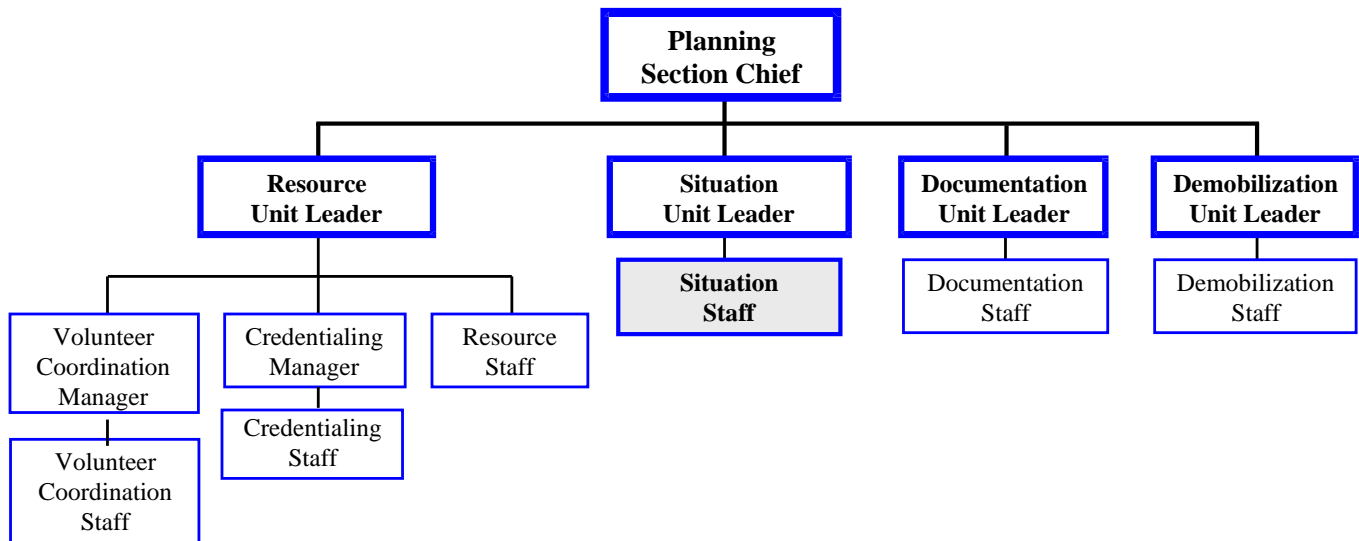 Planning
Section Chief
Resource
Unit Leader
Situation
Unit Leader
Documentation
Unit Leader
Demobilization
Unit Leader
Situation
Staff
Documentation
Staff
Demobilization
Staff
Volunteer
Coordination
Manager
Credentialing
Manager
Resource
Staff
Credentialing
Staff
Volunteer
Coordination
Staff